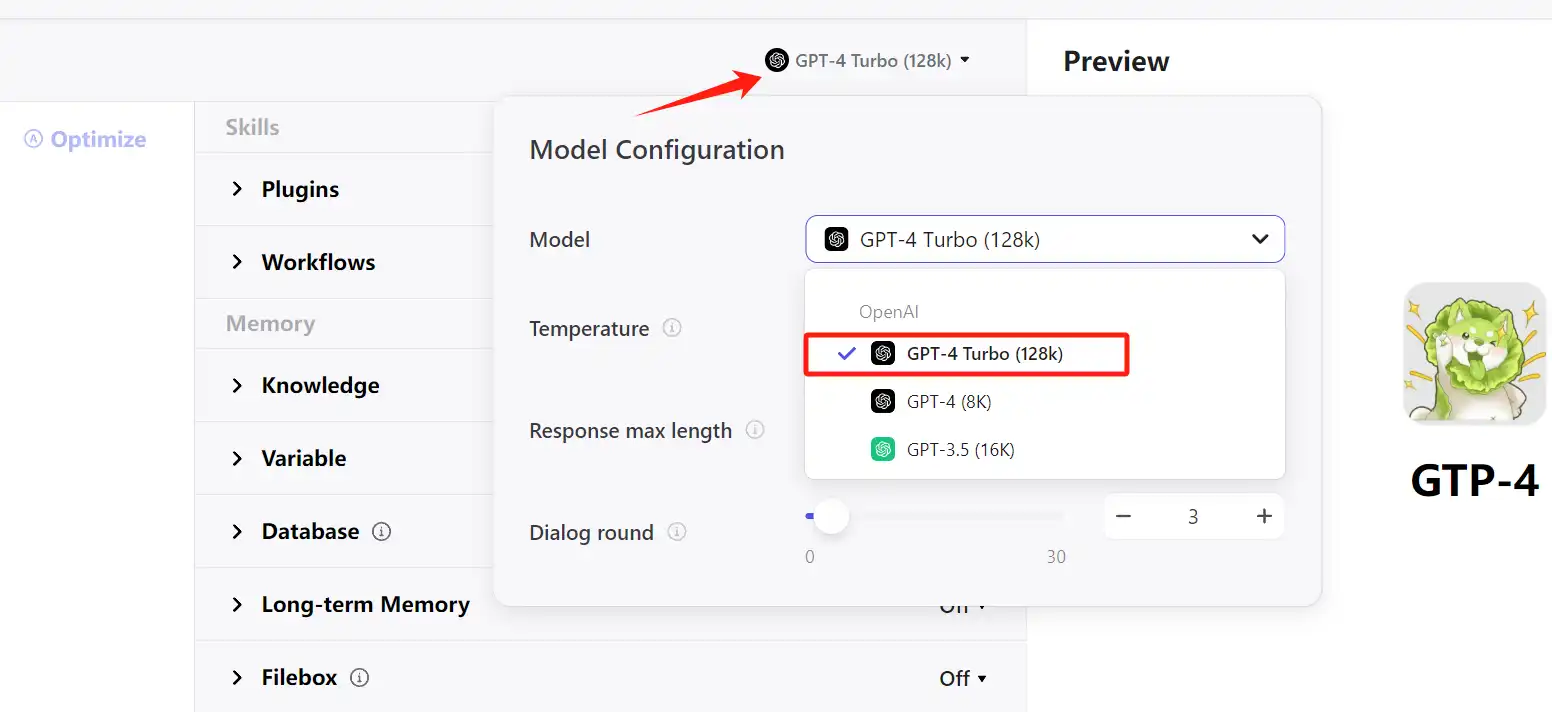 GPT-4 Turbo (128k)
Preview
Optimize
Skills
Plugins
Workflows
Memory
Knowledge
Variable
Database
Long-term Memory
Off
Filebox
Off
Model Configuration
Model
GPT-4 Turbo (128k)
OpenAI
GPT-4 Turbo (128k)
GPT-4 (8K)
GPT-3.5 (16K)
Temperature
Response max length
Dialog round
3
0 30
GTP-4